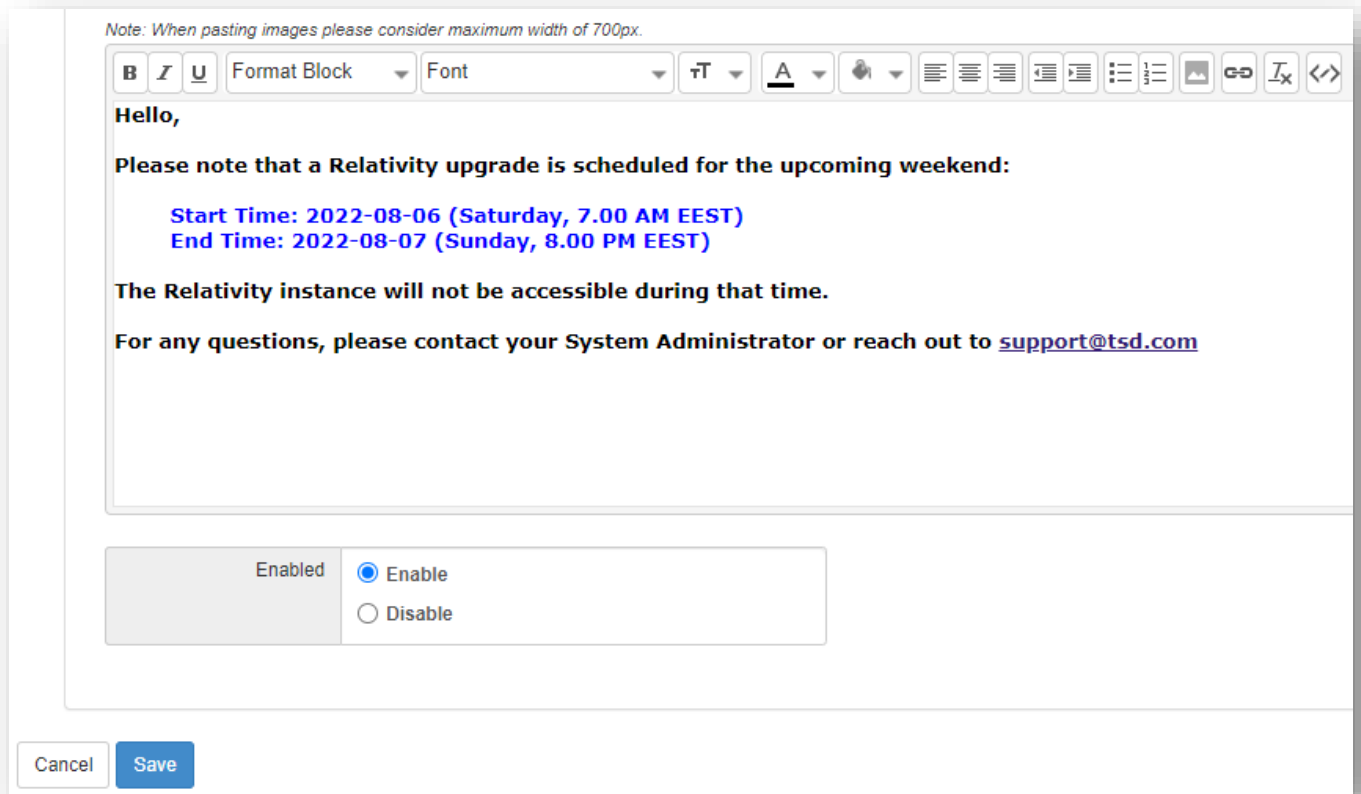 Note: When pasting images please consider maximum width of 700px.
B I U Format Block Font TT A
Hello,
Please note that a Relativity upgrade is scheduled for the upcoming weekend:
Start Time: 2022-08-06 (Saturday, 7.00 AM EEST)
End Time: 2022-08-07 (Sunday, 8.00 PM EEST)
The Relativity instance will not be accessible during that time.
For any questions, please contact your System Administrator or reach out to support@tsd.com
Enabled
Enable
Disable
Cancel Save